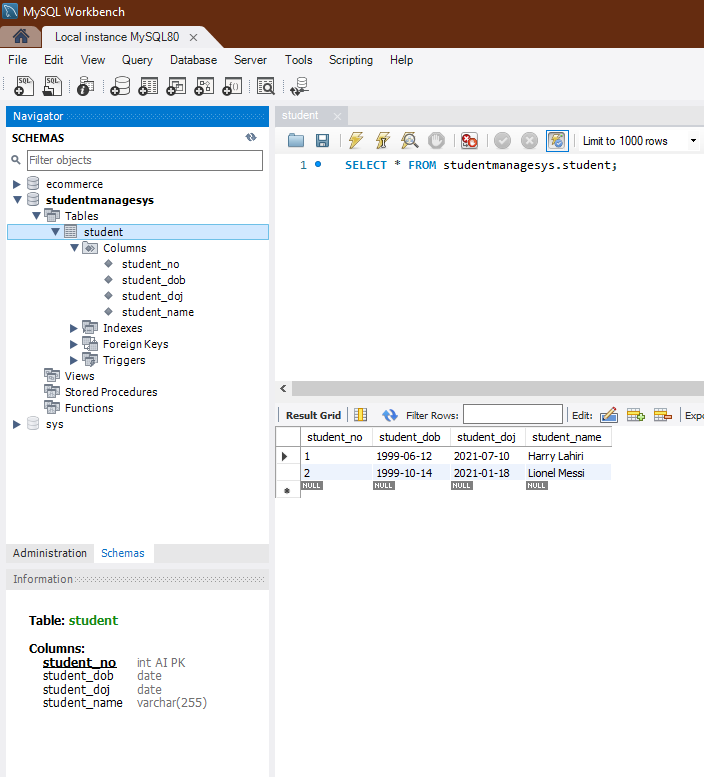 MySQL Workbench
Local instance MySQL80
File Edit View Query Database Server Tools Scripting Help
SQL SQL
Navigator
SCHEMAS
Filter objects
ecommerce
studentmanagesys
Tables
student
Columns
student_no
student_dob
student_doj
student_name
Indexes
Foreign Keys
Triggers
Views
Stored Procedures
Functions
sys
Administration Schemas
Information
Table: student
Columns:
student_no int AI PK
student_dob date
student_doj date
student_name varchar(255)
student
Limit to 1000 rows
1 SELECT * FROM studentmanagesys.student;
Result Grid Filter Rows: Edit: Expo
student_no student_dob student_doj student_name
1 1999-06-12 2021-07-10 Harry Lahiri
2 1999-10-14 2021-01-18 Lionel Messi
NULL NULL NULL NULL